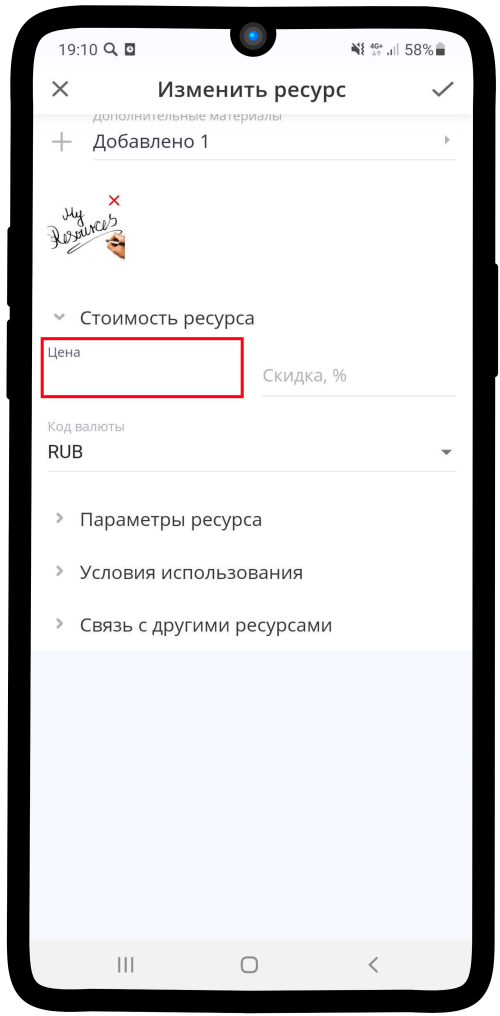 19:10 4G+ 58%
Изменить ресурс
Дополнительные материалы
Добавлено 1
My
Resources
Стоимость ресурса
Цена
Скидка, %
Код валюты
RUB
Параметры ресурса
Условия использования
Связь с другими ресурсами